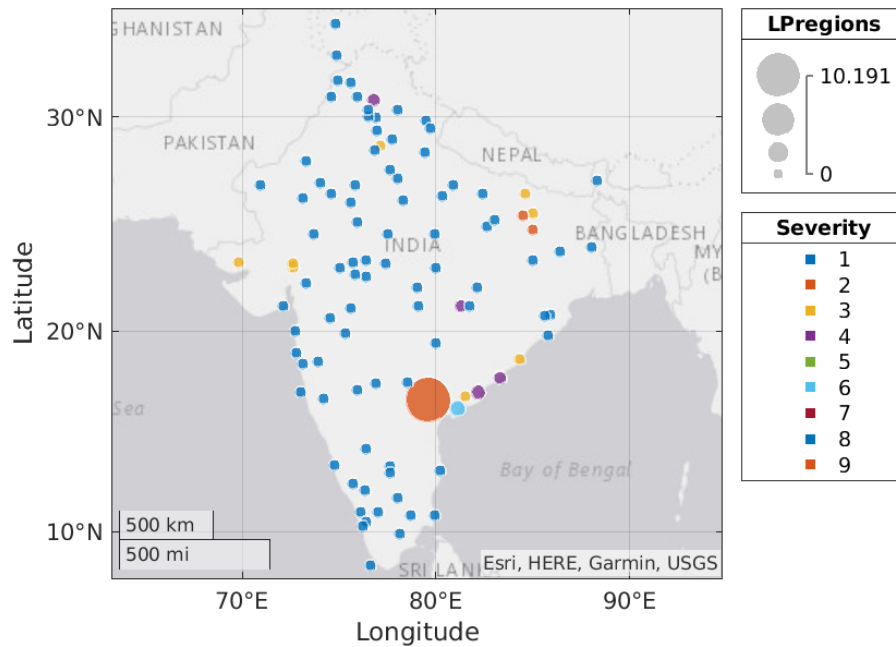 GHANISTAN
PAKISTAN
NEPAL
INDIA
BANGLADESH
MY
(B
Sea
Bay of Bengal
SRI LANKA
500 km
500 mi
Esri, HERE, Garmin, USGS
30°N
20°N
10°N
Latitude
70°E 80°E 90°E
Longitude
LPregions
10.191
0
Severity
1
2
3
4
5
6
7
8
9